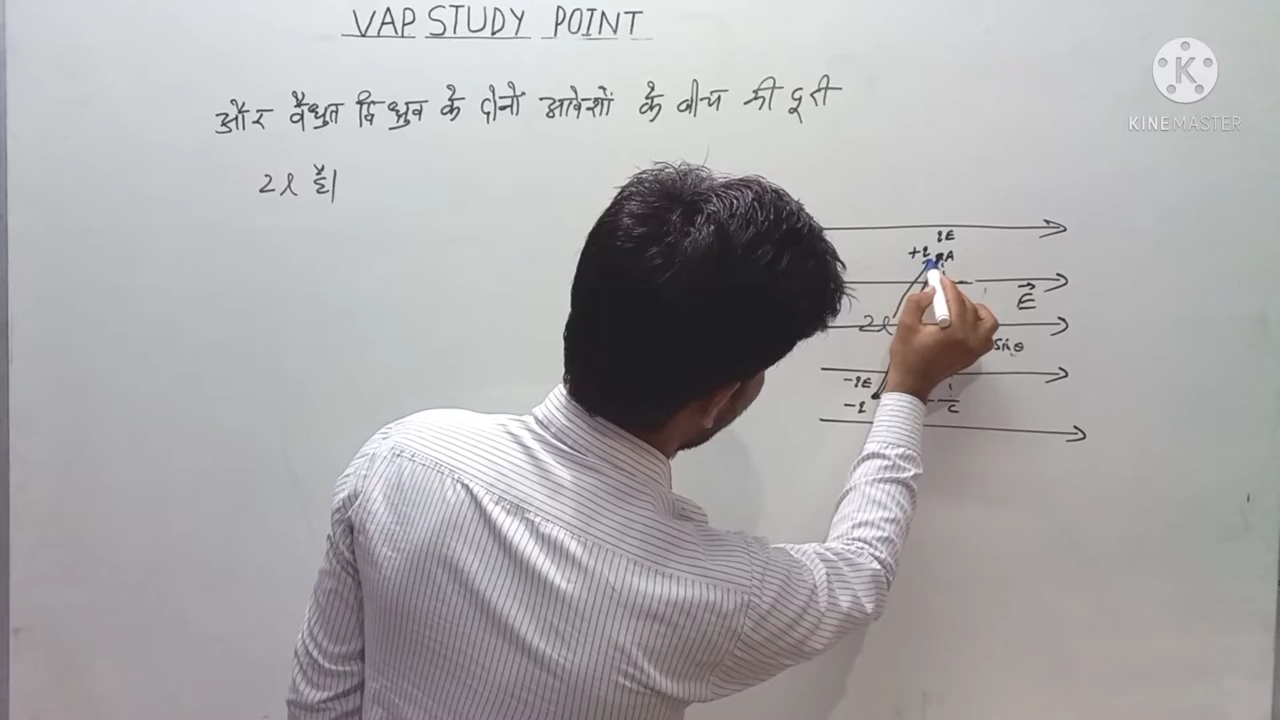 VAP STUDY POINT
KINEMASTER
और वैधुत द्वि ध्रुव के दोनो आवेशों के बीच की दूरी
2l है।
qE
+q A
E
2l
sinθ
-qE
-q C